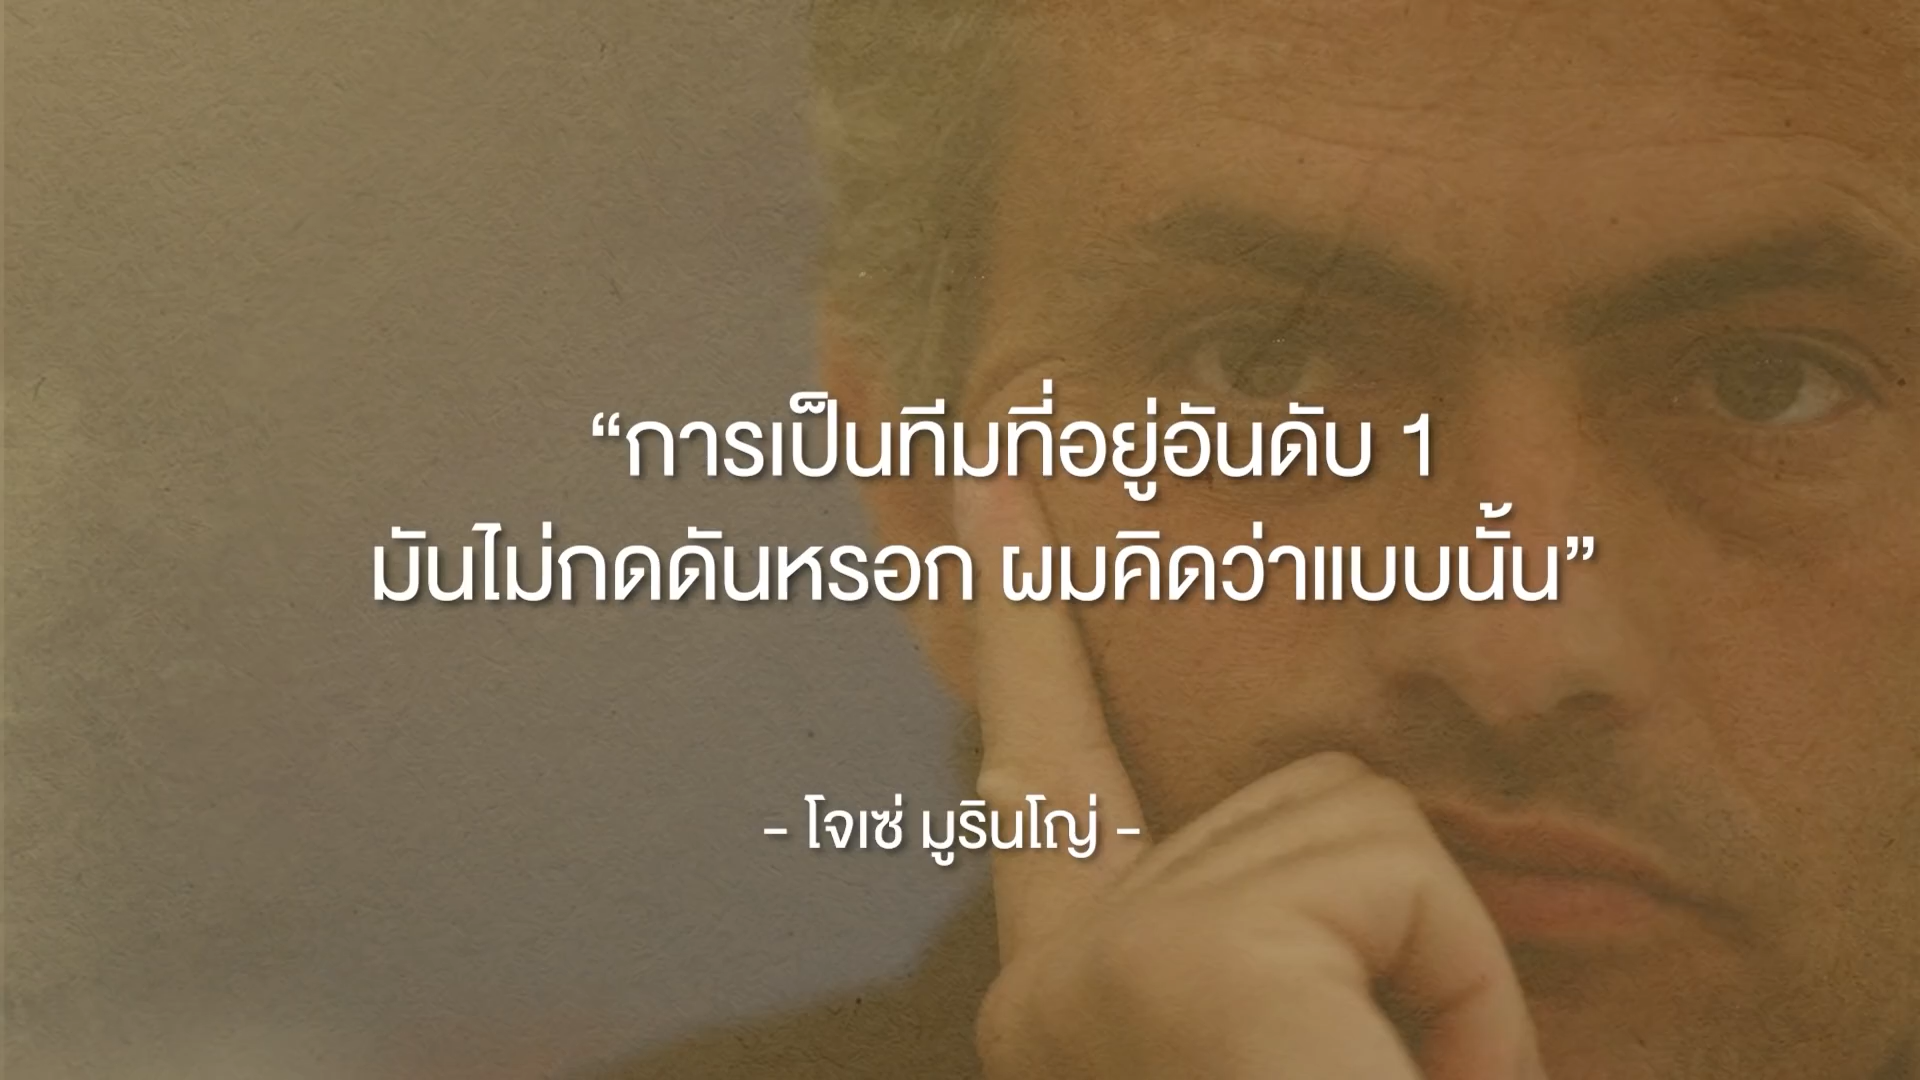 “การเป็นทีมที่อยู่อันดับ 1
มันไม่กดดันหรอก ผมคิดว่าแบบนั้น”
- โจเซ่ มูรินโญ่ -